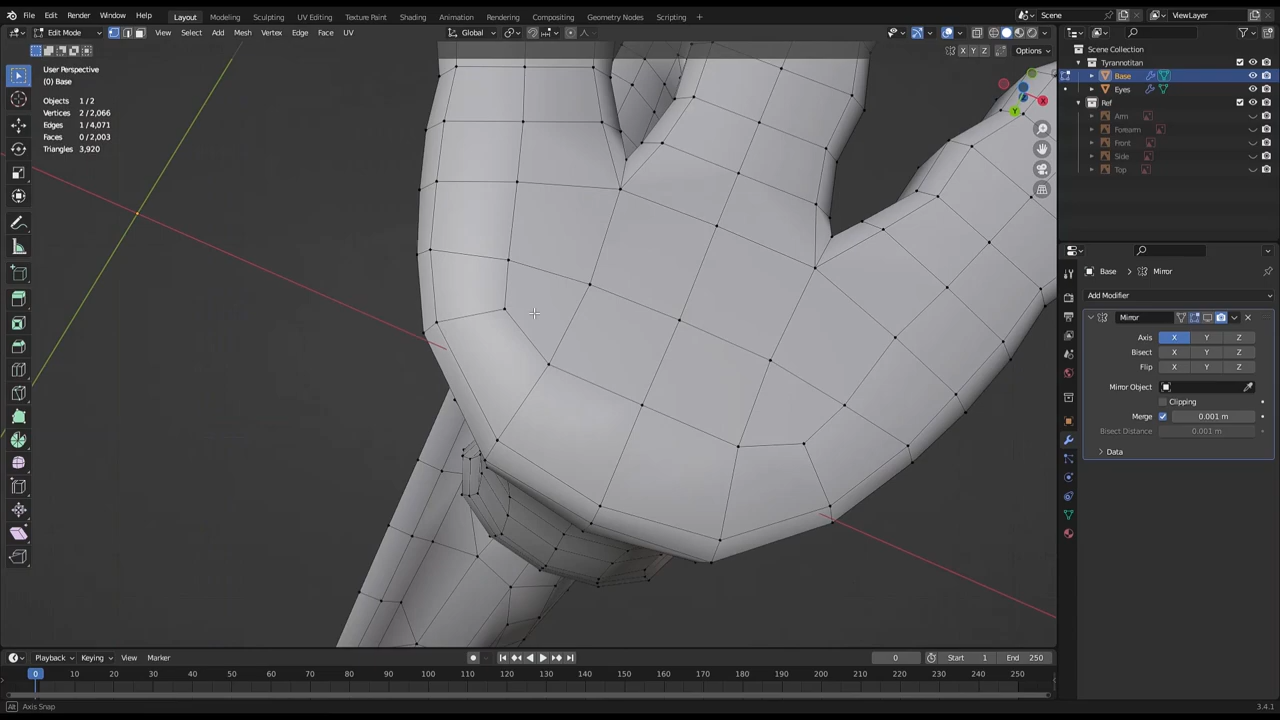 File Edit Render Window Help Layout Modeling Sculpting UV Editing Texture Paint Shading Animation Rendering Compositing Geometry Nodes Scripting + Scene ViewLayer
Edit Mode View Select Add Mesh Vertex Edge Face UV Global
X Y Z Options
User Perspective
(0) Base
Objects 1/2
Vertices 2/2,066
Edges 1/4,071
Faces 0/2,003
Triangles 3,920
X
Y
Scene Collection
Tyrannotitan
Base
Eyes
Ref
Arm
Forearm
Front
Side
Top
Base Mirror
Add Modifier
Mirror
Axis X Y Z
Bisect X Y Z
Flip X Y Z
Mirror Object
Clipping
Merge 0.001 m
Bisect Distance 0.001 m
Data
Playback Keying View Marker 0 Start 1 End 250
0 10 20 30 40 50 60 70 80 90 100 110 120 130 140 150 160 170 180 190 200 210 220 230 240 250
Alt Axis Snap 3.4.1